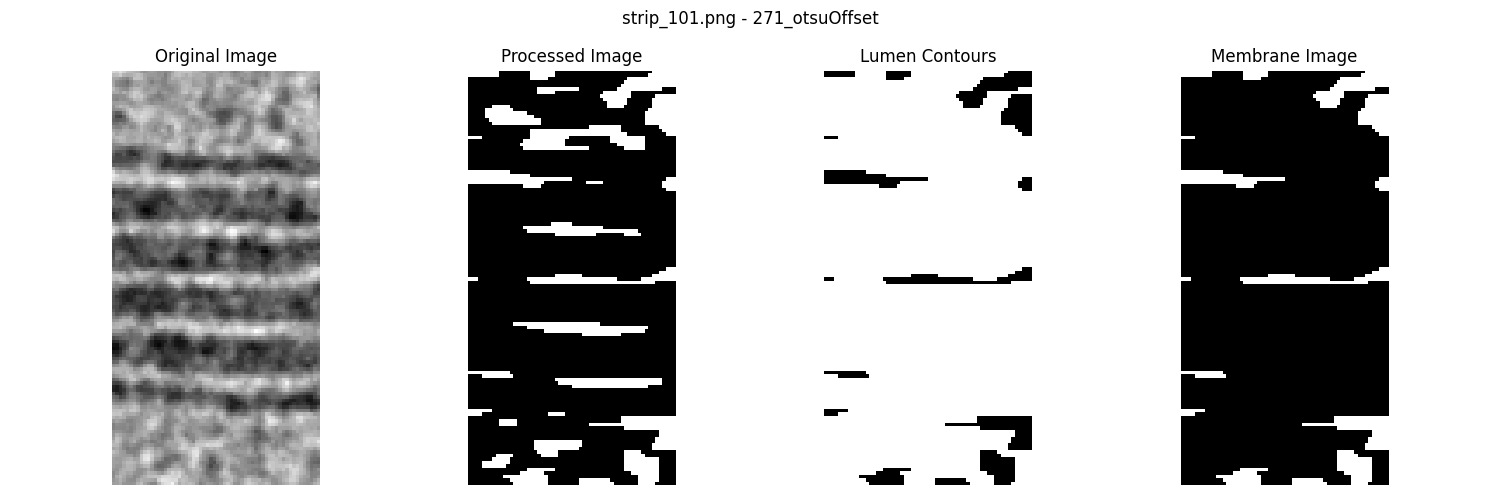 strip_101.png - 271_otsuOffset
Original Image
Processed Image
Lumen Contours
Membrane Image